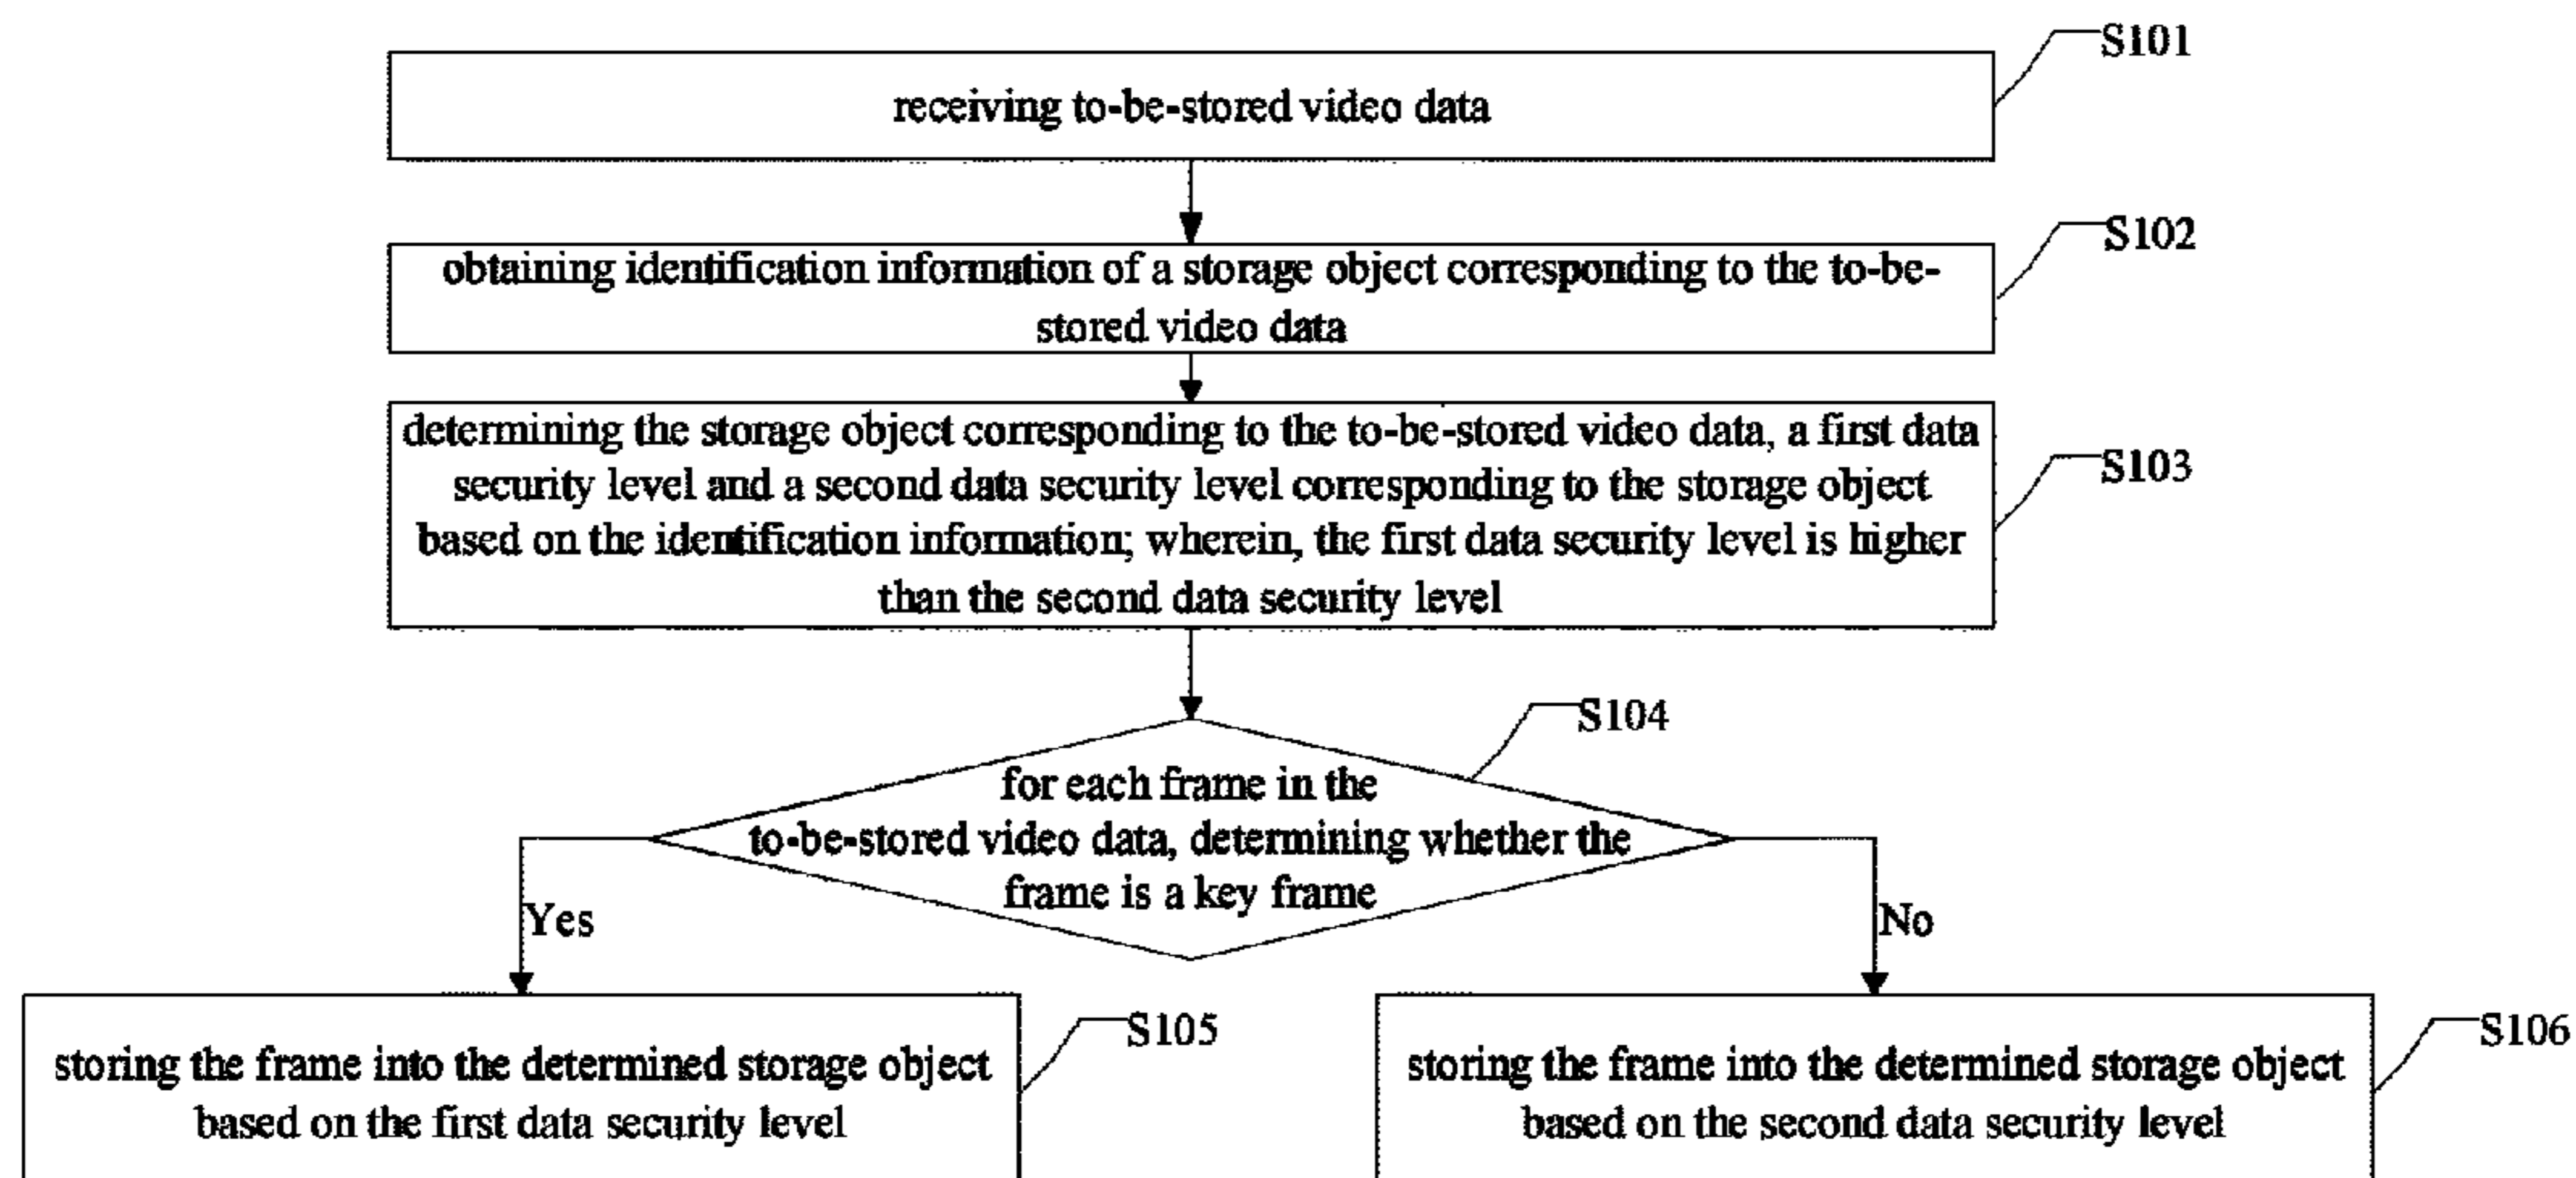 S101
receiving to-be-stored video data
S102
obtaining identification information of a storage object corresponding to the to-be-
stored video data
determining the storage object corresponding to the to-be-stored video data, a first data
security level and a second data security level corresponding to the storage object
based on the identification information; wherein, the first data security level is higher
than the second data security level
S103
S104
for each frame in the
to-be-stored video data, determining whether the
frame is a key frame
Yes
No
S105
storing the frame into the determined storage object
based on the first data security level
S106
storing the frame into the determined storage object
based on the second data security level